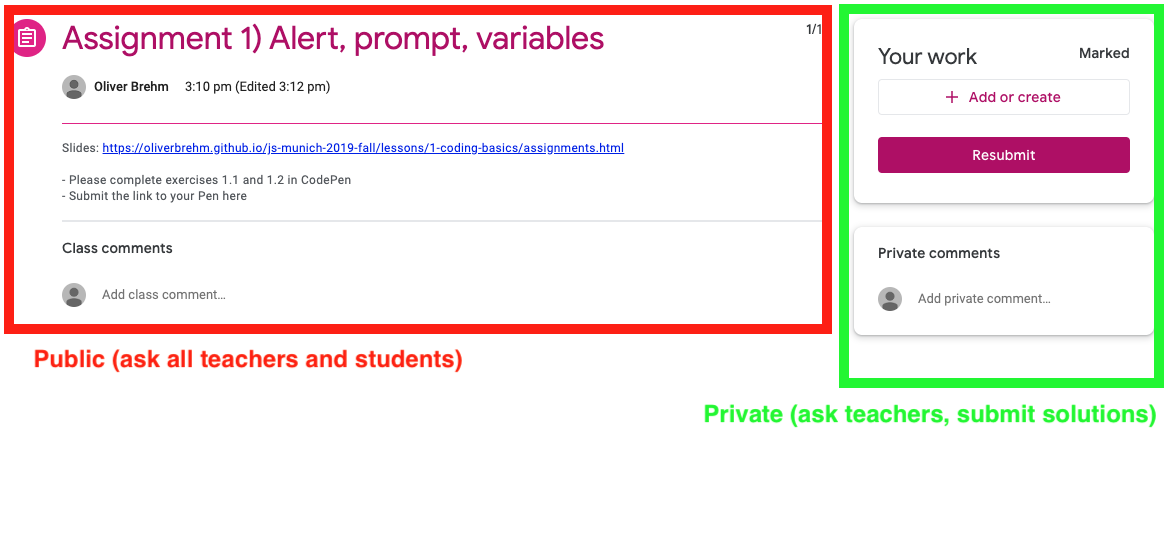 Assignment 1) Alert, prompt, variables
1/1
Oliver Brehm 3:10 pm (Edited 3:12 pm)
Slides: https://oliverbrehm.github.io/js-munich-2019-fall/lessons/1-coding-basics/assignments.html
- Please complete exercises 1.1 and 1.2 in CodePen
- Submit the link to your Pen here
Class comments
Add class comment...
Public (ask all teachers and students)
Your work
Marked
+ Add or create
Resubmit
Private comments
Add private comment...
Private (ask teachers, submit solutions)